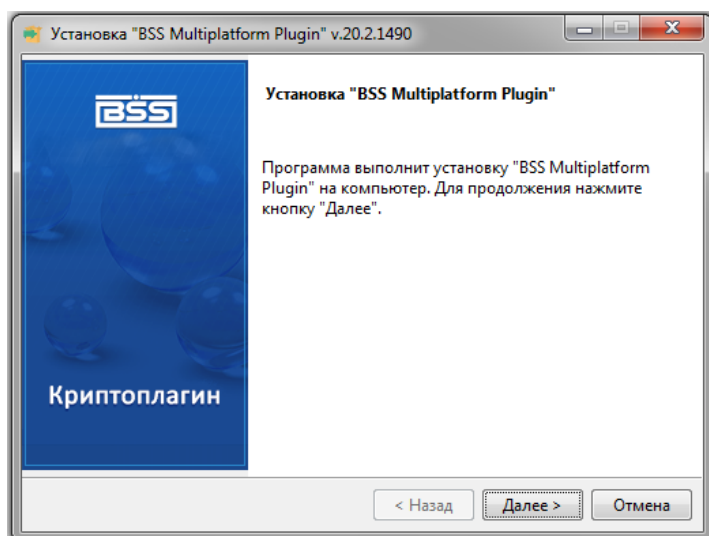 Установка "BSS Multiplatform Plugin" v.20.2.1490
BSS
Криптоплагин
Установка "BSS Multiplatform Plugin"
Программа выполнит установку "BSS Multiplatform
Plugin" на компьютер. Для продолжения нажмите
кнопку "Далее".
< Назад
Далее >
Отмена